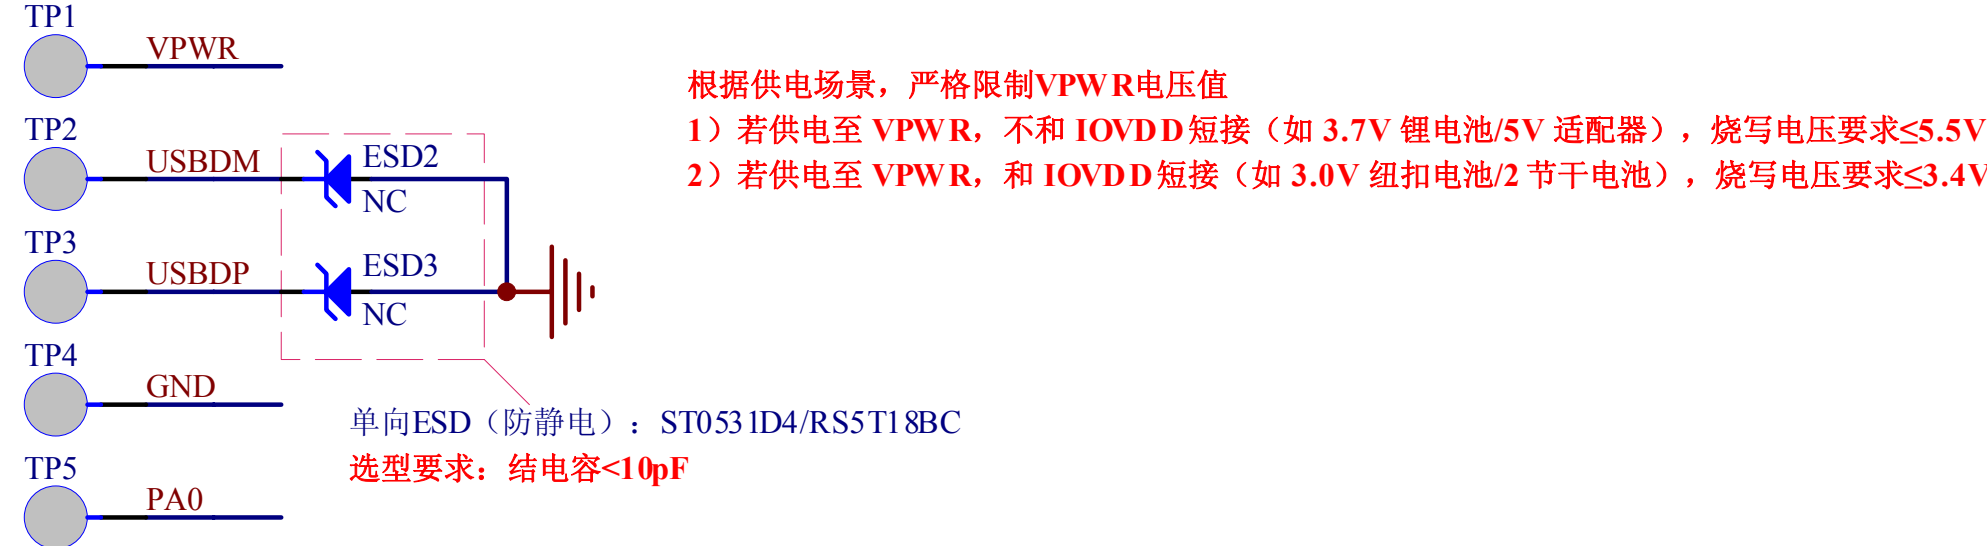 TP1
VPWR
根据供电场景，严格限制VPWR电压值
1）若供电至 VPWR，不和 IOVDD短接（如 3.7V 锂电池/5V 适配器），烧写电压要求≤5.5V
2）若供电至 VPWR，和 IOVDD短接（如 3.0V 纽扣电池/2 节干电池），烧写电压要求≤3.4V
TP2
USBDM
ESD2
NC
TP3
USBDP
ESD3
NC
TP4
GND
单向ESD（防静电）：ST0531D4/RS5T18BC
选型要求：结电容<10pF
TP5
PA0